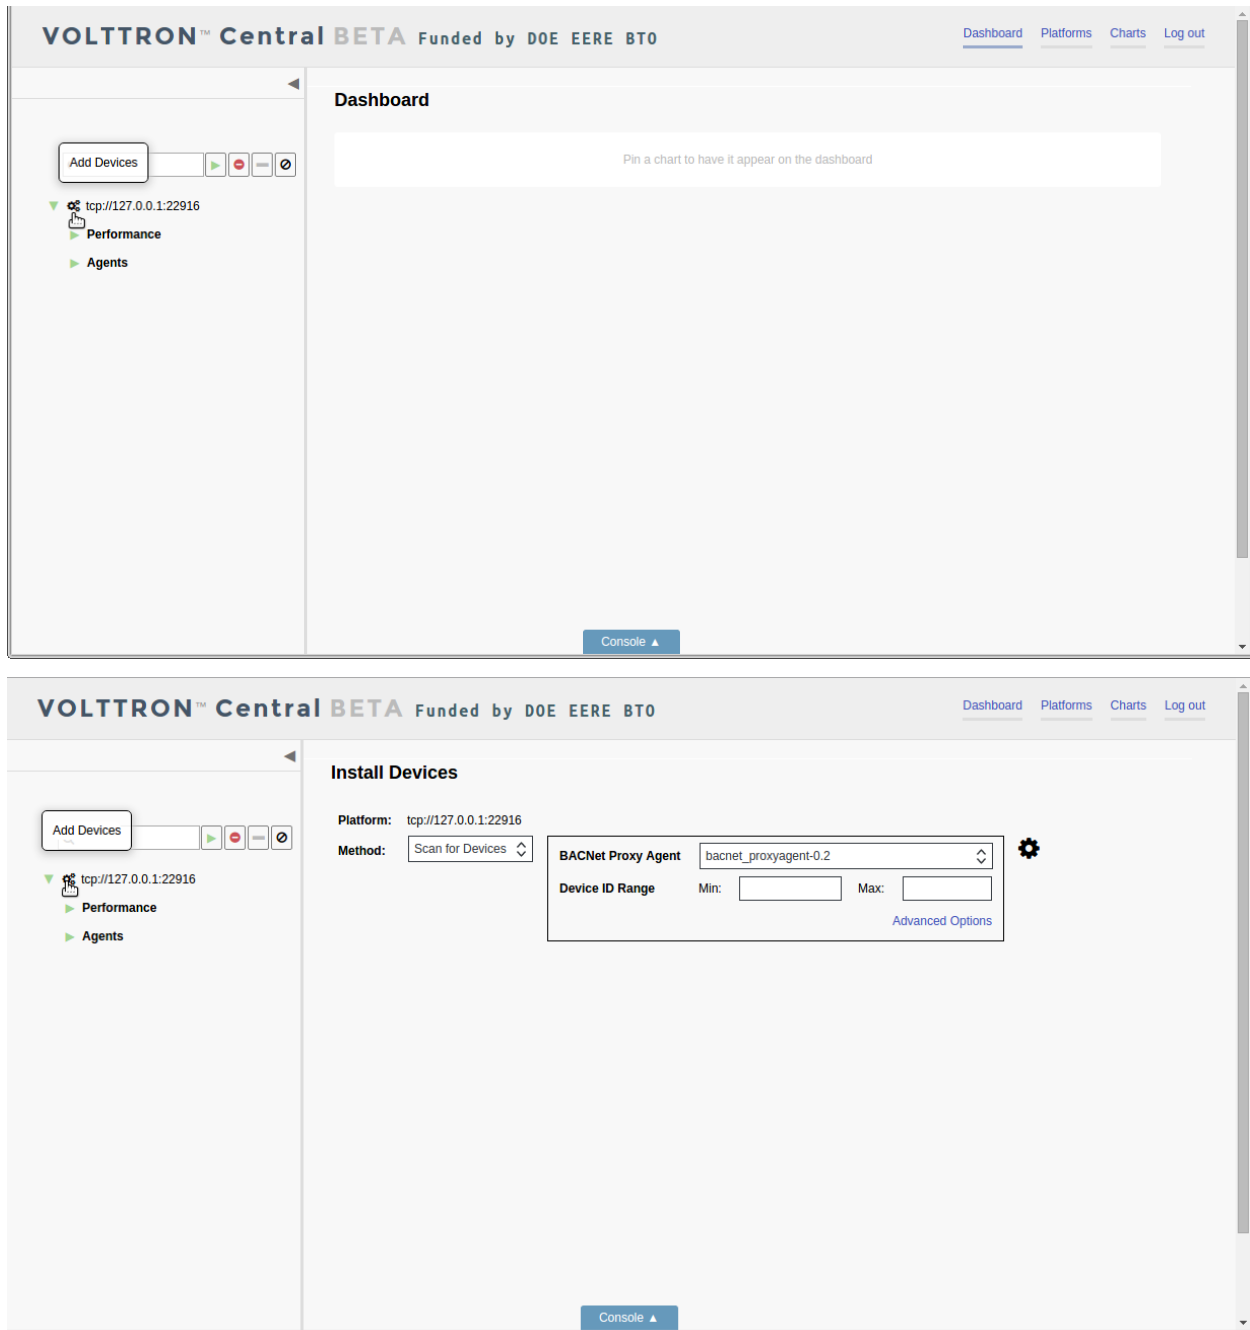 VOLTTRON™ Central BETA Funded by DOE EERE BTO
Dashboard Platforms Charts Log out
Dashboard
Add Devices
Pin a chart to have it appear on the dashboard
tcp://127.0.0.1:22916
Performance
Agents
Console ▲
VOLTTRON™ Central BETA Funded by DOE EERE BTO
Dashboard Platforms Charts Log out
Install Devices
Add Devices
Platform: tcp://127.0.0.1:22916
Method: Scan for Devices
BACNet Proxy Agent bacnet_proxyagent-0.2
Device ID Range Min: Max:
Advanced Options
tcp://127.0.0.1:22916
Performance
Agents
Console ▲